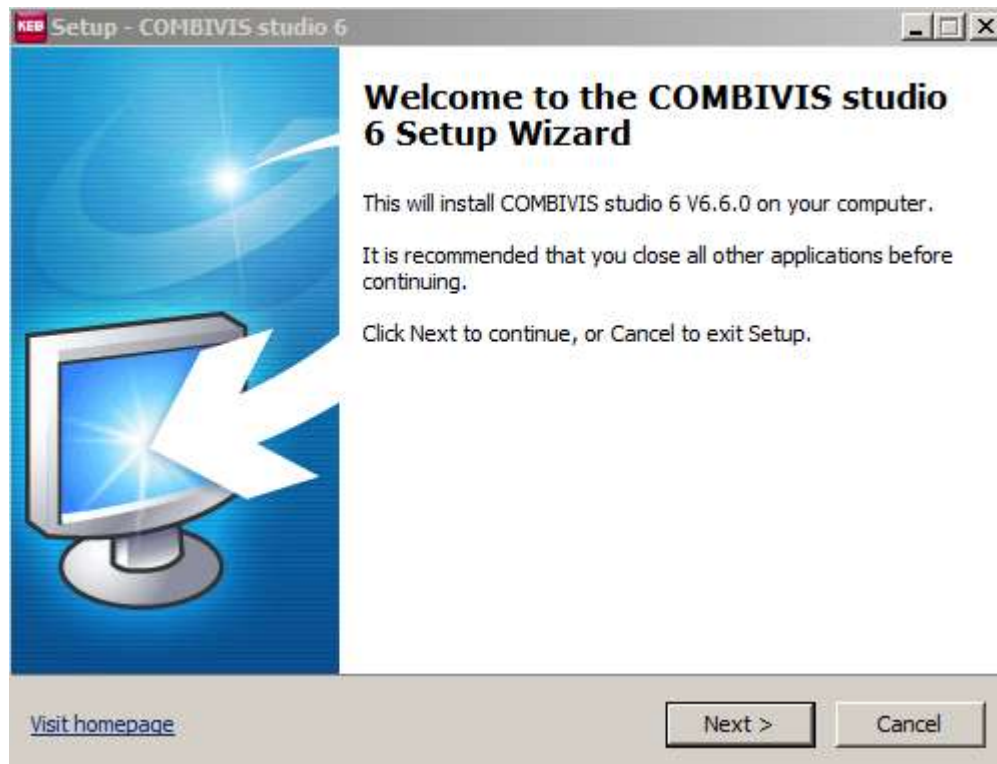 KEB Setup - COMBIVIS studio 6
Welcome to the COMBIVIS studio
6 Setup Wizard
This will install COMBIVIS studio 6 V6.6.0 on your computer.
It is recommended that you close all other applications before
continuing.
Click Next to continue, or Cancel to exit Setup.
Visit homepage
Next >
Cancel